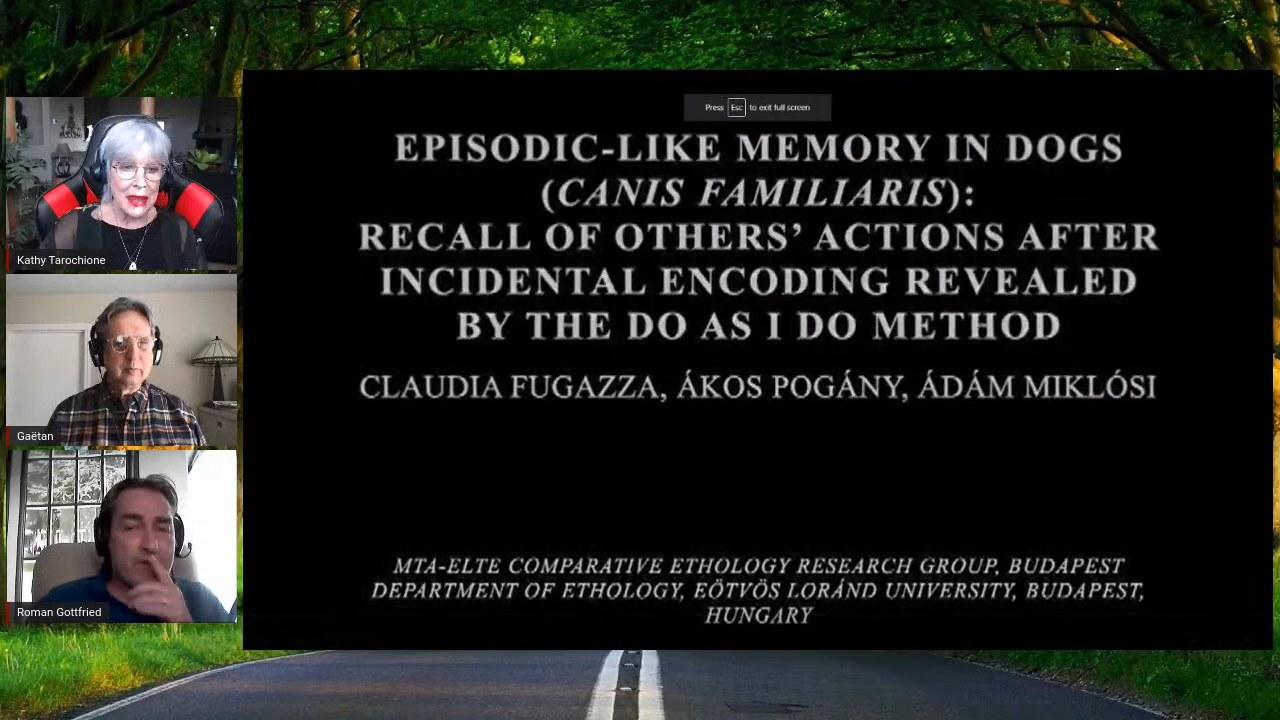 Press Esc to exit full screen
EPISODIC-LIKE MEMORY IN DOGS
(CANIS FAMILIARIS):
RECALL OF OTHERS' ACTIONS AFTER
INCIDENTAL ENCODING REVEALED
BY THE DO AS I DO METHOD
CLAUDIA FUGAZZA, ÁKOS POGÁNY, ÁDÁM MIKLÓSI
MTA-ELTE COMPARATIVE ETHOLOGY RESEARCH GROUP, BUDAPEST
DEPARTMENT OF ETHOLOGY, EÖTVÖS LORÁND UNIVERSITY, BUDAPEST,
HUNGARY
Kathy Tarochione
Gaëtan
Roman Gottfried